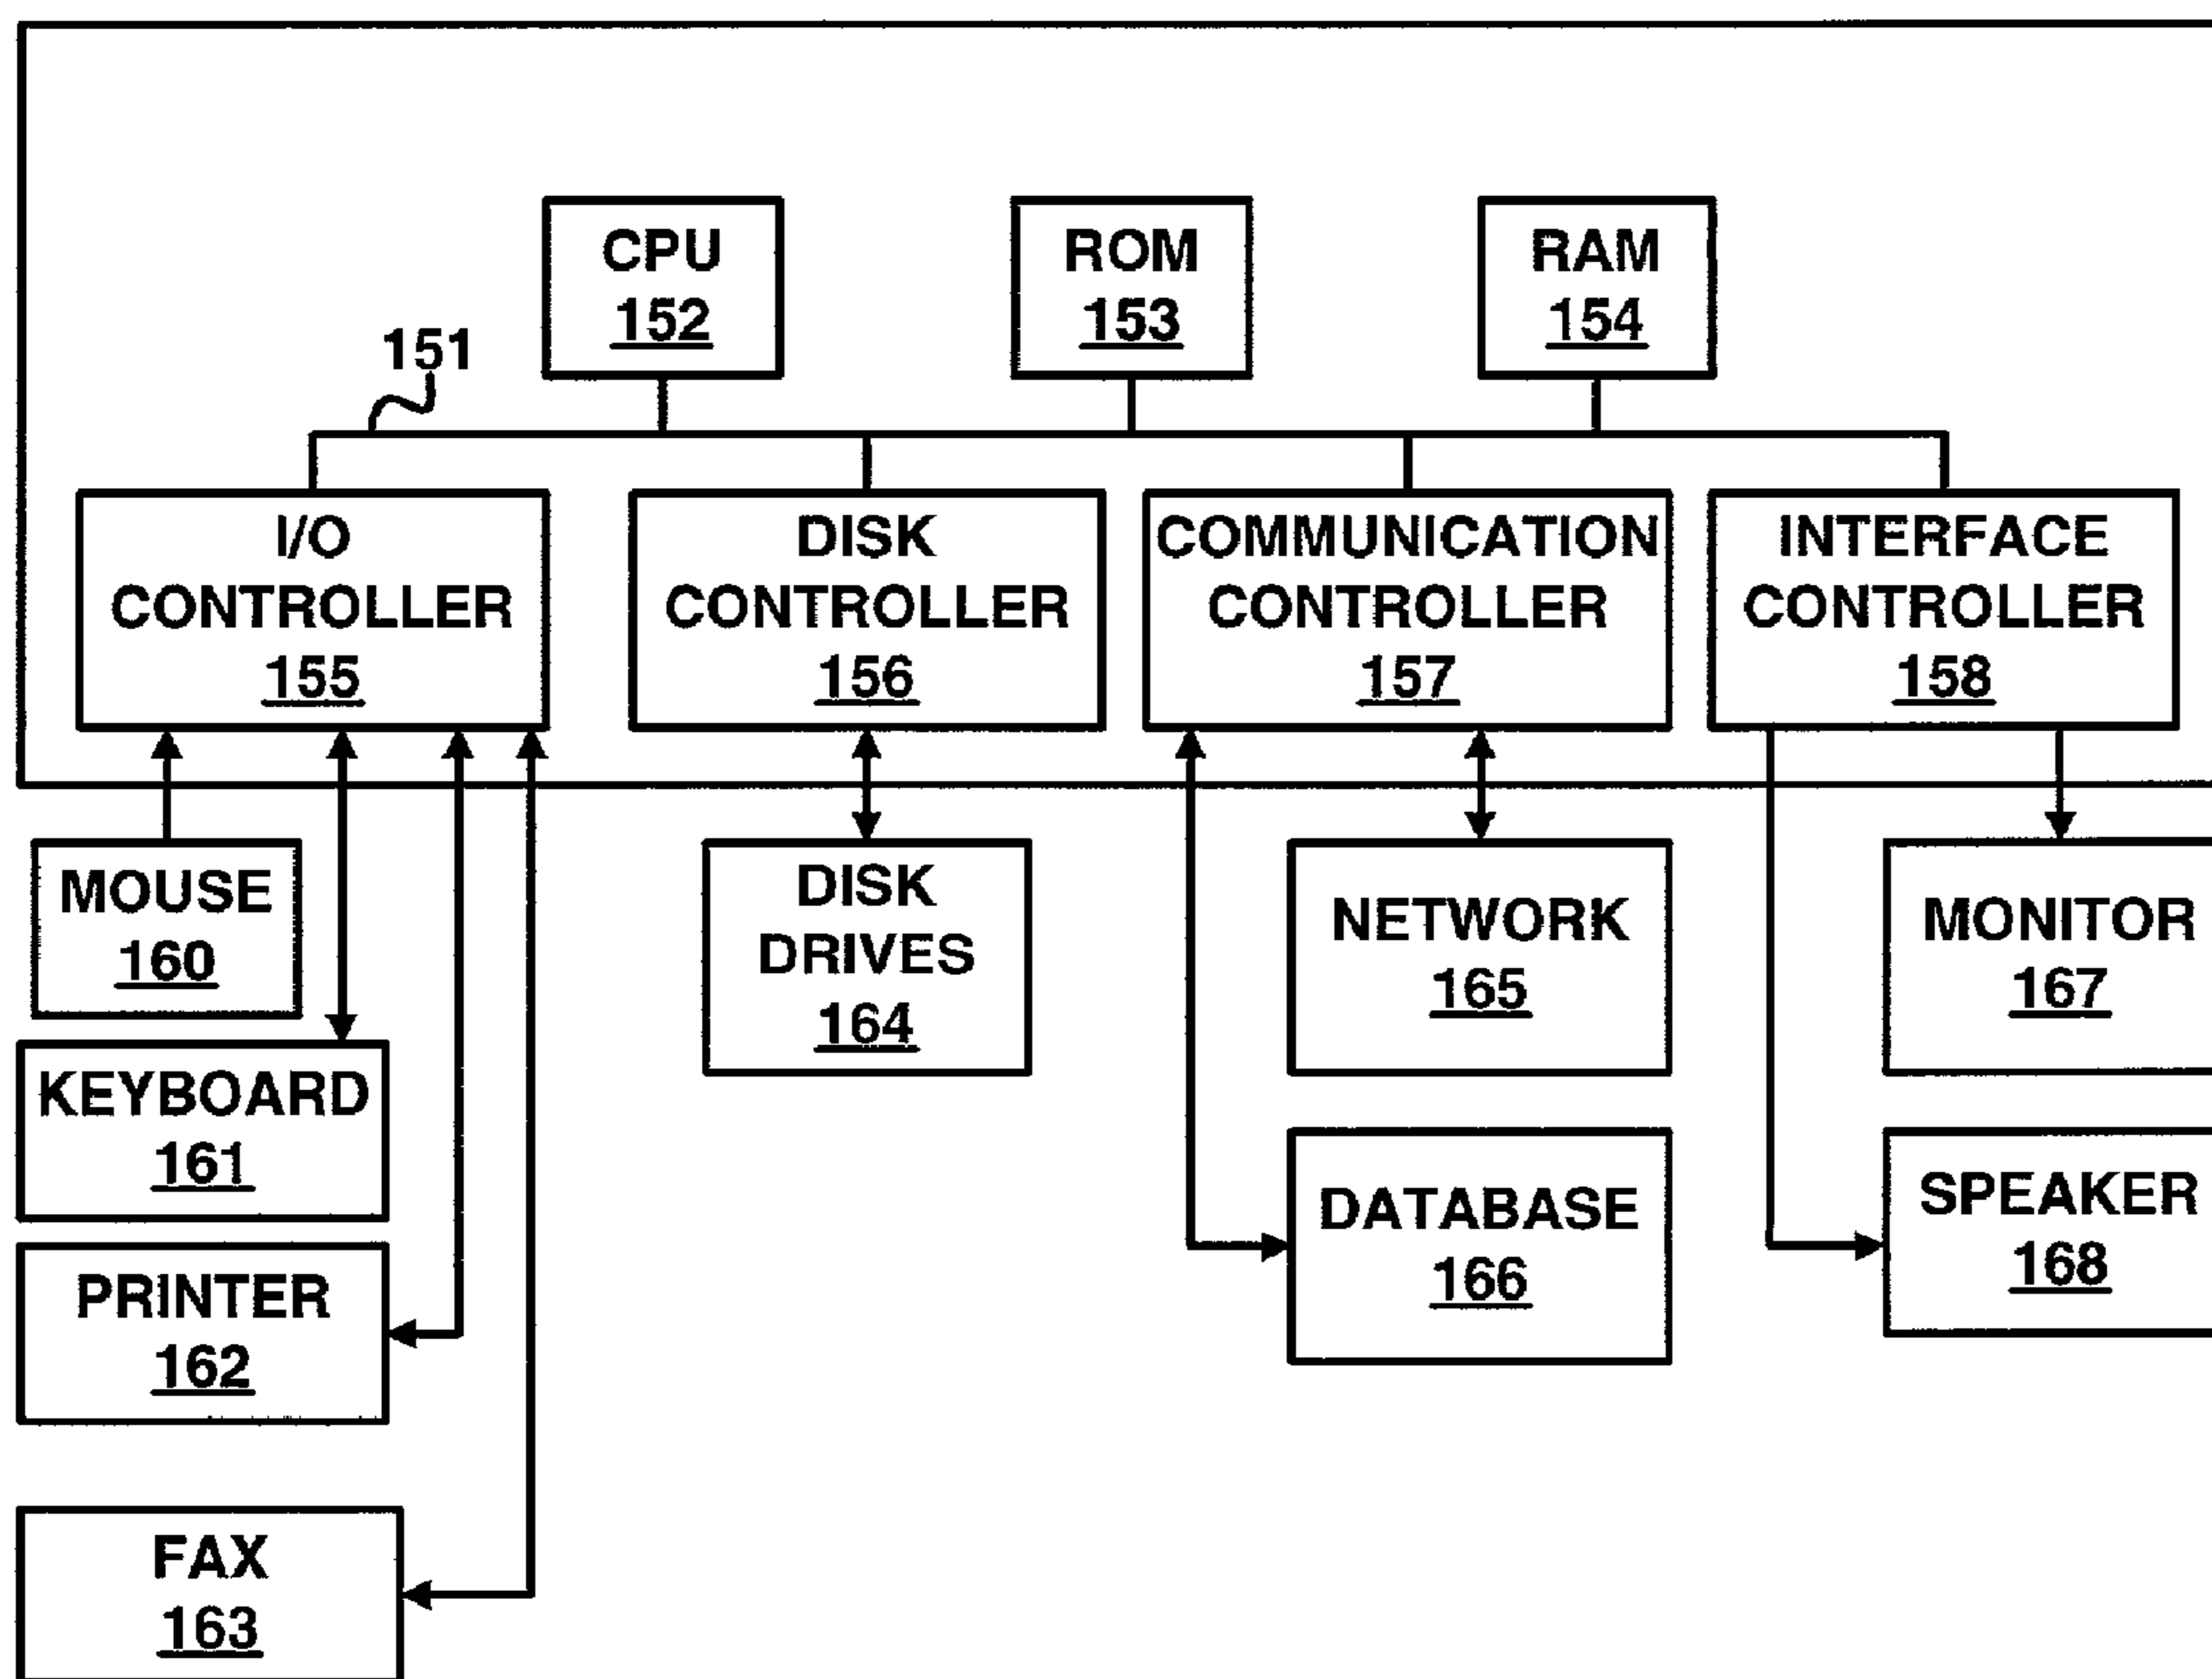 CPU
152
ROM
153
RAM
154
151
I/O
CONTROLLER
155
DISK
CONTROLLER
156
COMMUNICATION
CONTROLLER
157
INTERFACE
CONTROLLER
158
MOUSE
160
KEYBOARD
161
PRINTER
162
FAX
163
DISK
DRIVES
164
NETWORK
165
DATABASE
166
MONITOR
167
SPEAKER
168